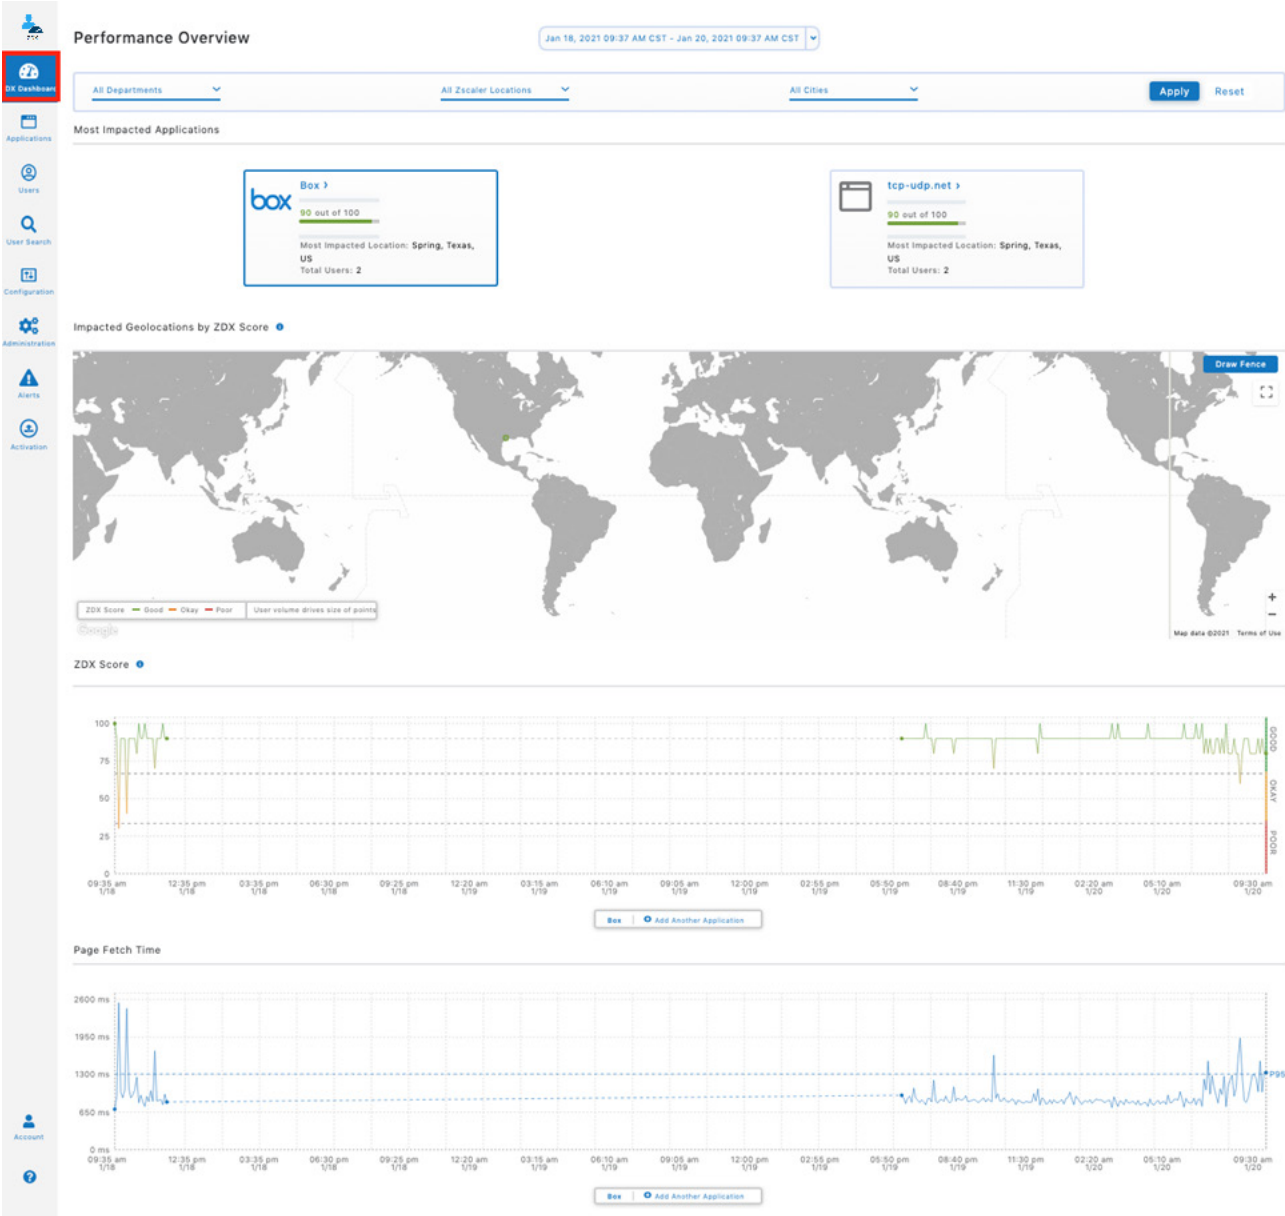 Performance Overview
Jan 18, 2021 09:37 AM CST - Jan 20, 2021 09:37 AM CST
DX Dashboard
All Departments
All Zscaler Locations
All Cities
Apply
Reset
Applications
Most Impacted Applications
Users
User Search
Configuration
Administration
Alerts
Activation
box
Box ›
90 out of 100
Most Impacted Location: Spring, Texas,
US
Total Users: 2
tcp-udp.net ›
90 out of 100
Most Impacted Location: Spring, Texas,
US
Total Users: 2
Impacted Geolocations by ZDX Score
Draw Fence
ZDX Score Good Okay Poor User volume drives size of points
Google
Map data ©2021 Terms of Use
ZDX Score
100
75
50
25
0
GOOD
OKAY
POOR
09:35 am 12:35 pm 03:35 pm 06:30 pm 09:25 pm 12:20 am 03:15 am 06:10 am 09:05 am 12:00 pm 02:55 pm 05:50 pm 08:40 pm 11:30 pm 02:20 am 05:10 am 09:30 am
1/18 1/18 1/18 1/18 1/18 1/19 1/19 1/19 1/19 1/19 1/19 1/19 1/19 1/19 1/20 1/20 1/20
Box Add Another Application
Page Fetch Time
2600 ms
1950 ms
1300 ms
P95
650 ms
0 ms
09:35 am 12:35 pm 03:35 pm 06:30 pm 09:25 pm 12:20 am 03:15 am 06:10 am 09:05 am 12:00 pm 02:55 pm 05:50 pm 08:40 pm 11:30 pm 02:20 am 05:10 am 09:30 am
1/18 1/18 1/18 1/18 1/18 1/19 1/19 1/19 1/19 1/19 1/19 1/19 1/19 1/19 1/20 1/20 1/20
Box Add Another Application
Account